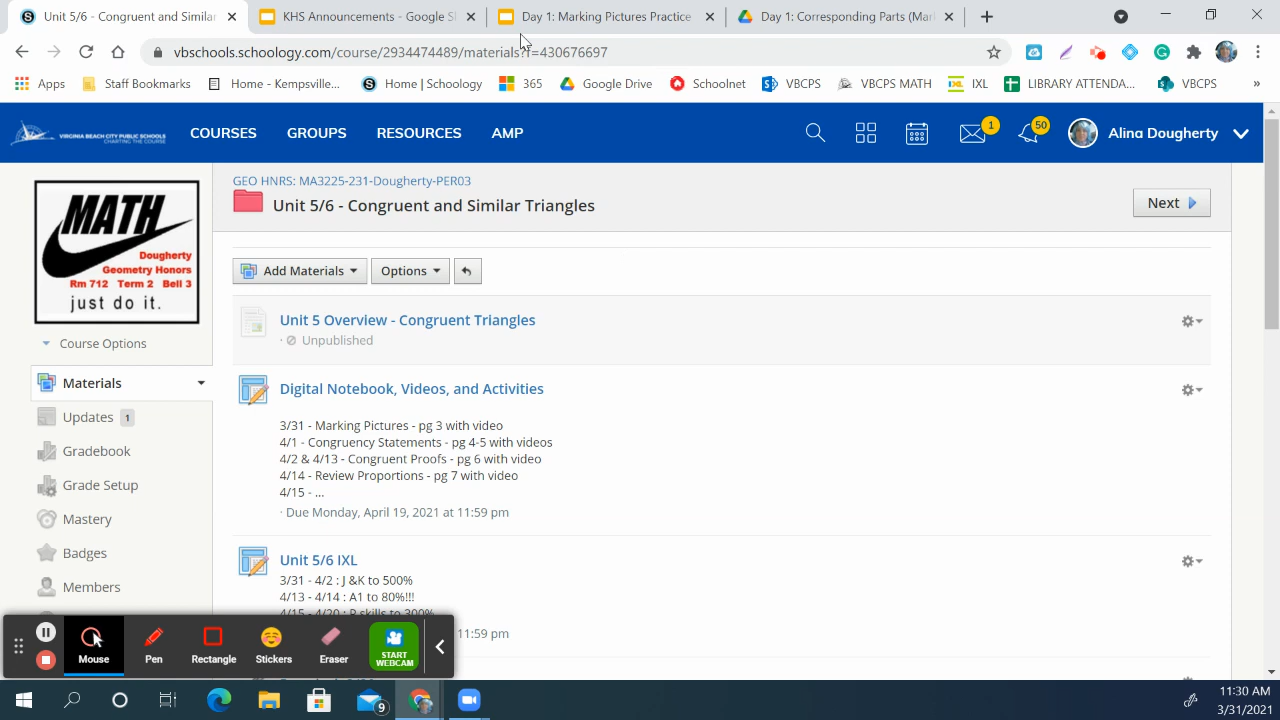 Unit 5/6 - Congruent and Similar
KHS Announcements - Google Sl
Day 1: Marking Pictures Practice
Day 1: Corresponding Parts (Mar
vbschools.schoology.com/course/2934474489/materials?f=430676697
Apps
Staff Bookmarks
Home - Kempsville...
Home | Schoology
365
Google Drive
Schoolnet
VBCPS
VBCPS MATH
IXL
LIBRARY ATTENDA...
VBCPS
»
VIRGINIA BEACH CITY PUBLIC SCHOOLS
CHARTING THE COURSE
COURSES
GROUPS
RESOURCES
AMP
1
50
Alina Dougherty
MATH
Dougherty
Geometry Honors
Rm 712 Term 2 Bell 3
just do it.
Course Options
Materials
Updates 1
Gradebook
Grade Setup
Mastery
Badges
Members
GEO HNRS: MA3225-231-Dougherty-PER03
Unit 5/6 - Congruent and Similar Triangles
Next
Add Materials
Options
Unit 5 Overview - Congruent Triangles
· Unpublished
Digital Notebook, Videos, and Activities
3/31 - Marking Pictures - pg 3 with video
4/1 - Congruency Statements - pg 4-5 with videos
4/2 & 4/13 - Congruent Proofs - pg 6 with video
4/14 - Review Proportions - pg 7 with video
4/15 - ...
· Due Monday, April 19, 2021 at 11:59 pm
Unit 5/6 IXL
3/31 - 4/2 : J &K to 500%
4/13 - 4/14 : A1 to 80%!!!
4/15 - 4/20 : P skills to 300%
11:59 pm
Mouse
Pen
Rectangle
Stickers
Eraser
START
WEBCAM
9
11:30 AM
3/31/2021